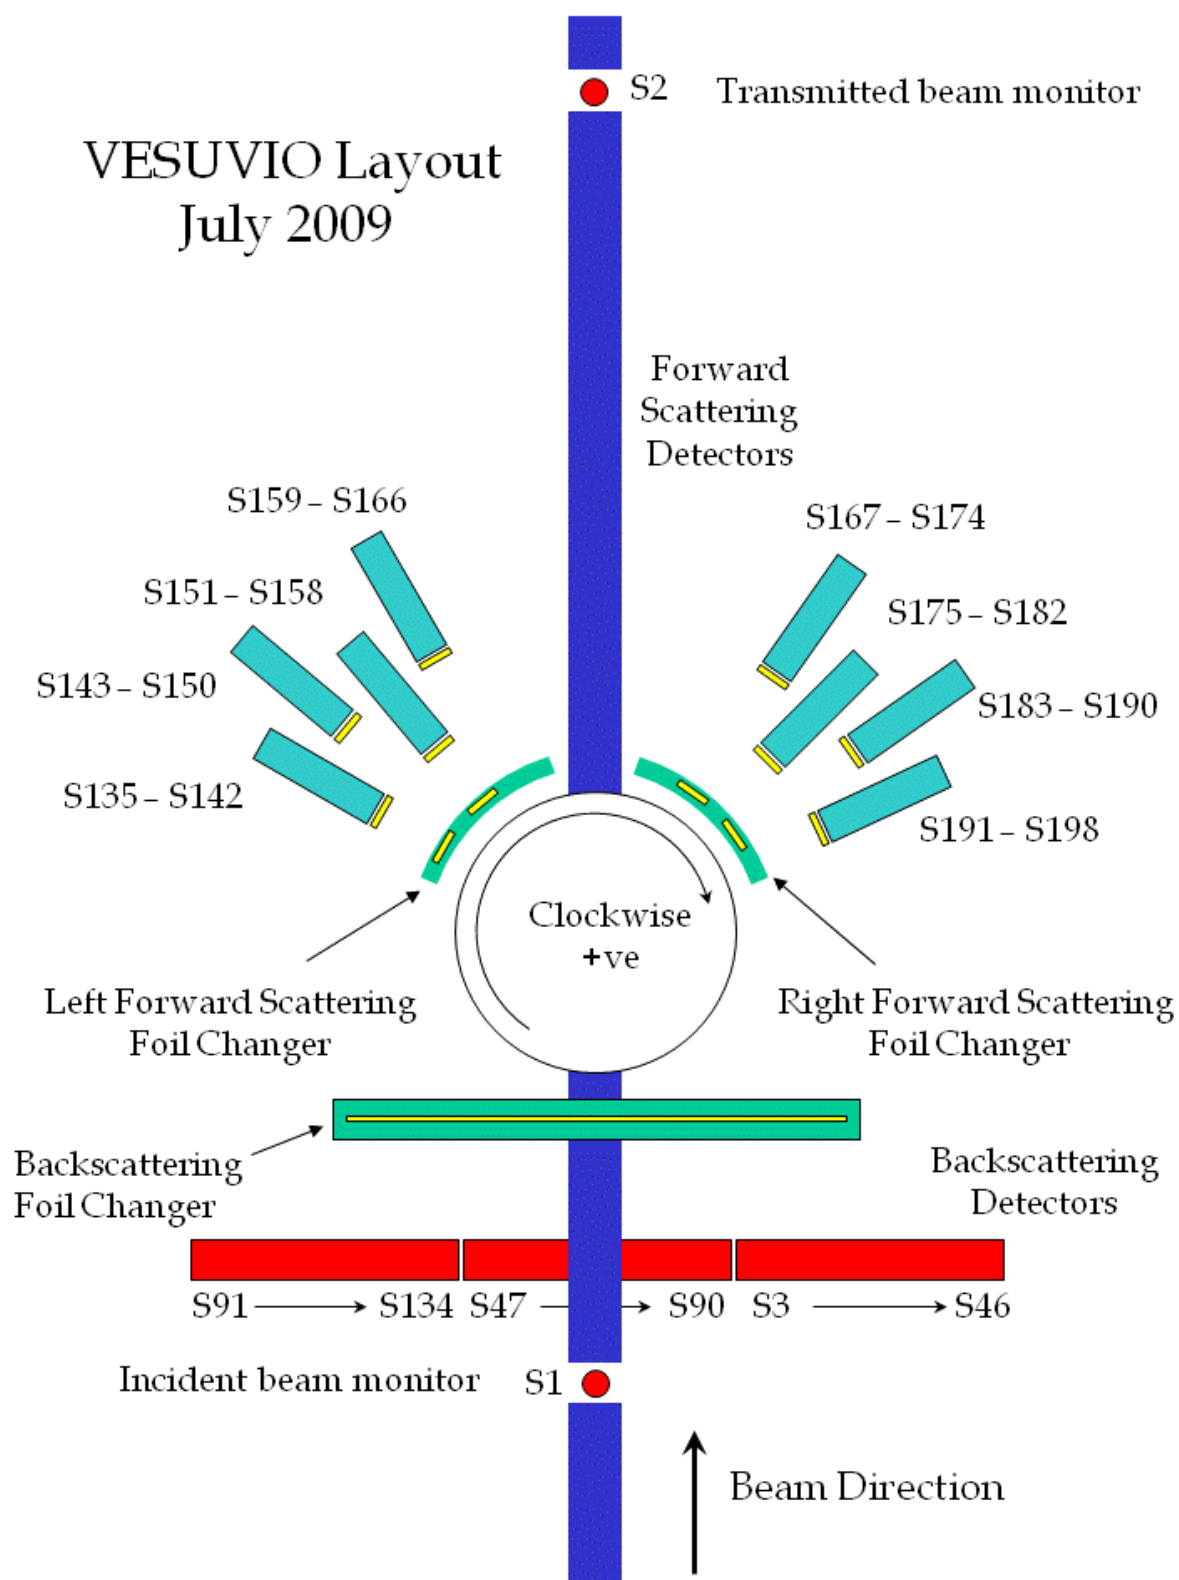 S2 Transmitted beam monitor
VESUVIO Layout
July 2009
Forward
Scattering
Detectors
S159 – S166
S167 – S174
S151 – S158
S175 – S182
S143 – S150
S183 – S190
S135 – S142
S191 – S198
Clockwise
+ve
Left Forward Scattering
Foil Changer
Right Forward Scattering
Foil Changer
Backscattering
Foil Changer
Backscattering
Detectors
S91 S134 S47 S90 S3 S46
Incident beam monitor S1
Beam Direction